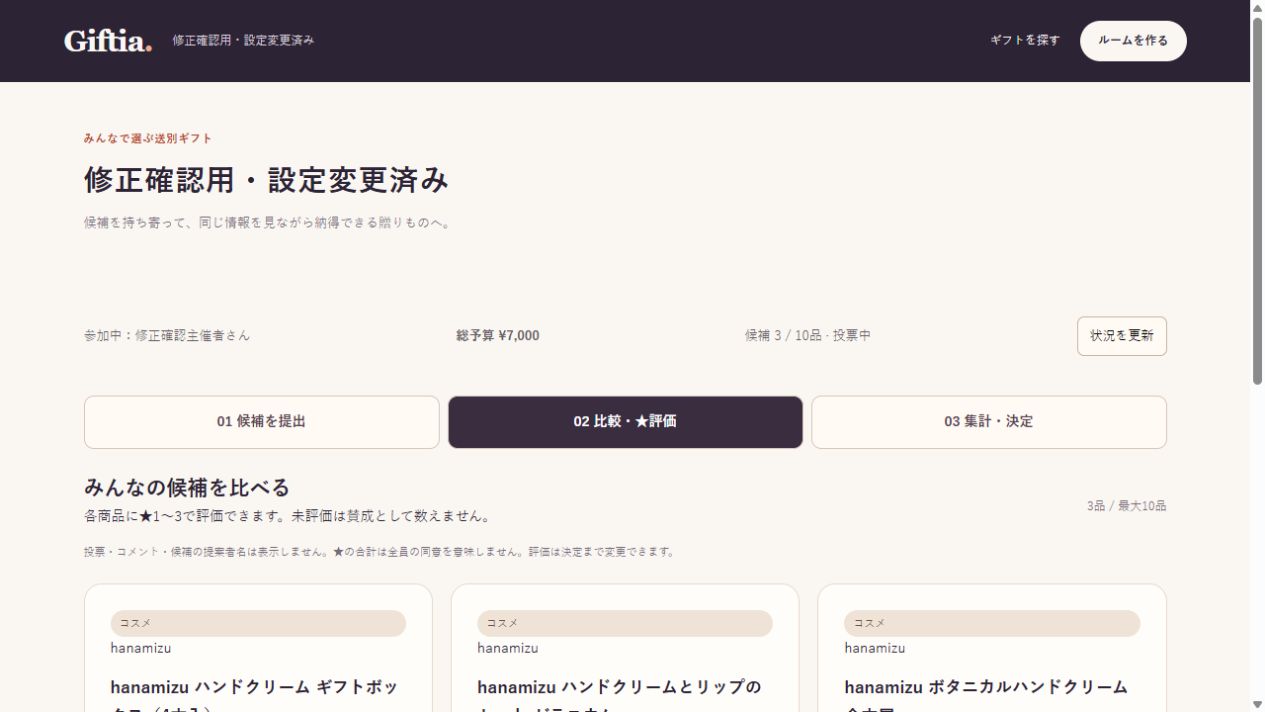 Giftia.
修正確認用・設定変更済み
ギフトを探す
ルームを作る
みんなで選ぶ送別ギフト
修正確認用・設定変更済み
候補を持ち寄って、同じ情報を見ながら納得できる贈りものへ。
参加中：修正確認主催者さん
総予算 ¥7,000
候補 3 / 10品 · 投票中
状況を更新
01 候補を提出
02 比較・★評価
03 集計・決定
みんなの候補を比べる
各商品に★1〜3で評価できます。未評価は賛成として数えません。
3品 / 最大10品
投票・コメント・候補の提案者名は表示しません。★の合計は全員の同意を意味しません。評価は決定まで変更できます。
コスメ
hanamizu
hanamizu ハンドクリーム ギフトボッ
コスメ
hanamizu
hanamizu ハンドクリームとリップの
コスメ
hanamizu
hanamizu ボタニカルハンドクリーム